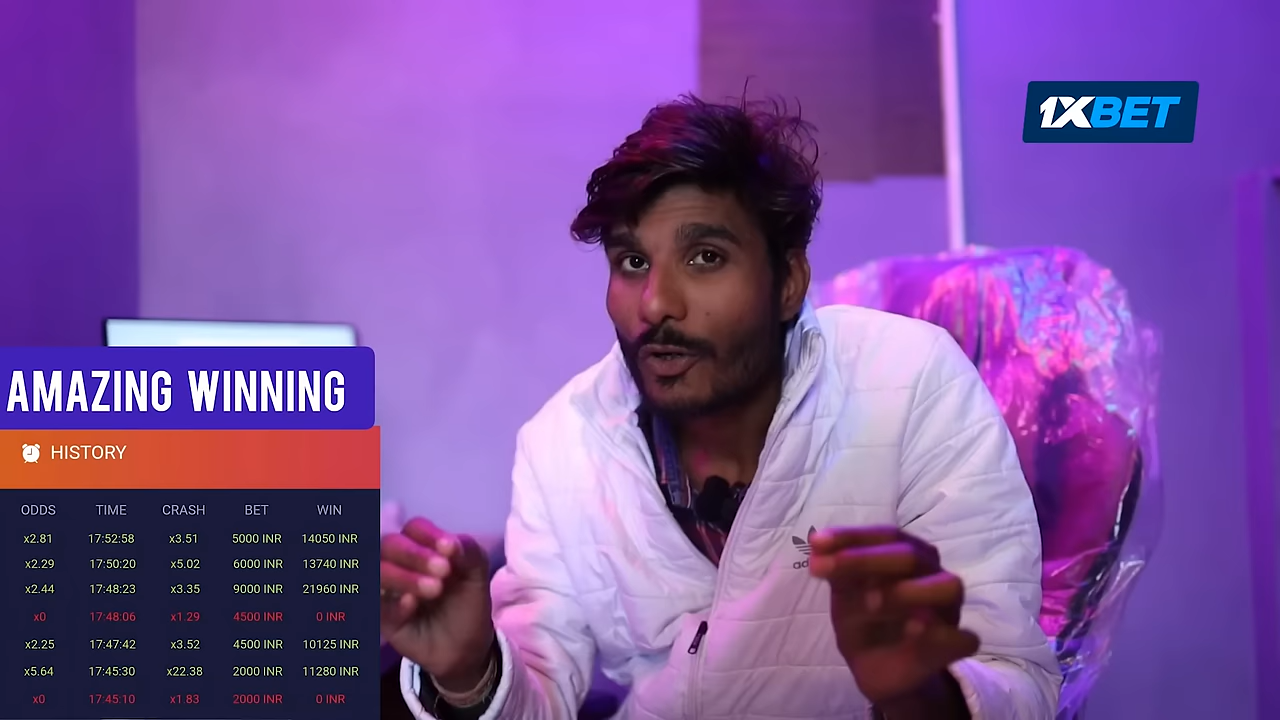 1XBET
AMAZING WINNING
HISTORY
ODDS TIME CRASH BET WIN
x2.81 17:52:58 x3.51 5000 INR 14050 INR
x2.29 17:50:20 x5.02 6000 INR 13740 INR
x2.44 17:48:23 x3.35 9000 INR 21960 INR
x0 17:48:06 x1.29 4500 INR 0 INR
x2.25 17:47:42 x3.52 4500 INR 10125 INR
x5.64 17:45:30 x22.38 2000 INR 11280 INR
x0 17:45:10 x1.83 2000 INR 0 INR